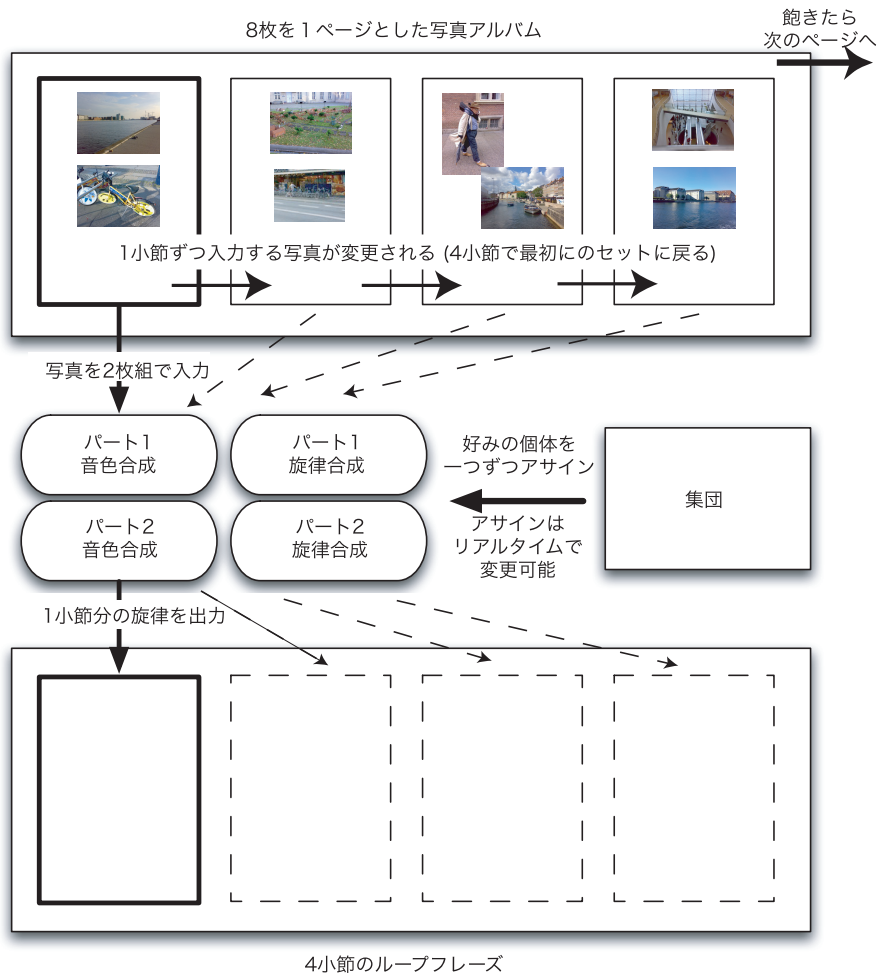 8枚を１ページとした写真アルバム
飽きたら
次のページへ
1小節ずつ入力する写真が変更される (4小節で最初にのセットに戻る)
写真を2枚組で入力
パート1
音色合成
パート1
旋律合成
好みの個体を
一つずつアサイン
集団
パート2
音色合成
パート2
旋律合成
アサインは
リアルタイムで
変更可能
1小節分の旋律を出力
4小節のループフレーズ